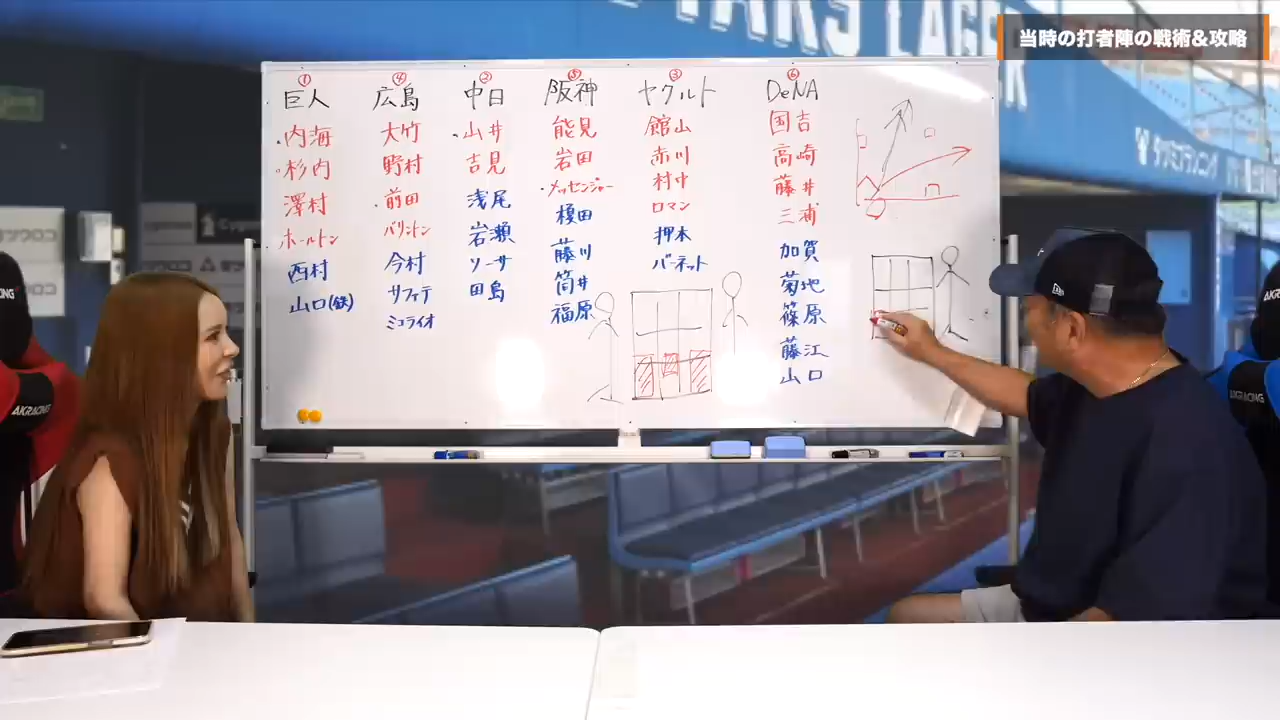 当時の打者陣の戦術&攻略
LAGER
①
巨人
・内海
・杉内
澤村
ホールトン
西村
山口(鉄)
④
広島
大竹
野村
・前田
バリントン
今村
サファテ
ミコライオ
②
中日
・山井
吉見
浅尾
岩瀬
ソーサ
田島
⑤
阪神
能見
岩田
・メッセンジャー
榎田
藤川
筒井
福原
③
ヤクルト
館山
赤川
村中
ロマン
押本
バーネット
⑥
DeNA
国吉
高崎
藤井
三浦
加賀
菊地
篠原
藤江
山口
AKRACING
AKRACING